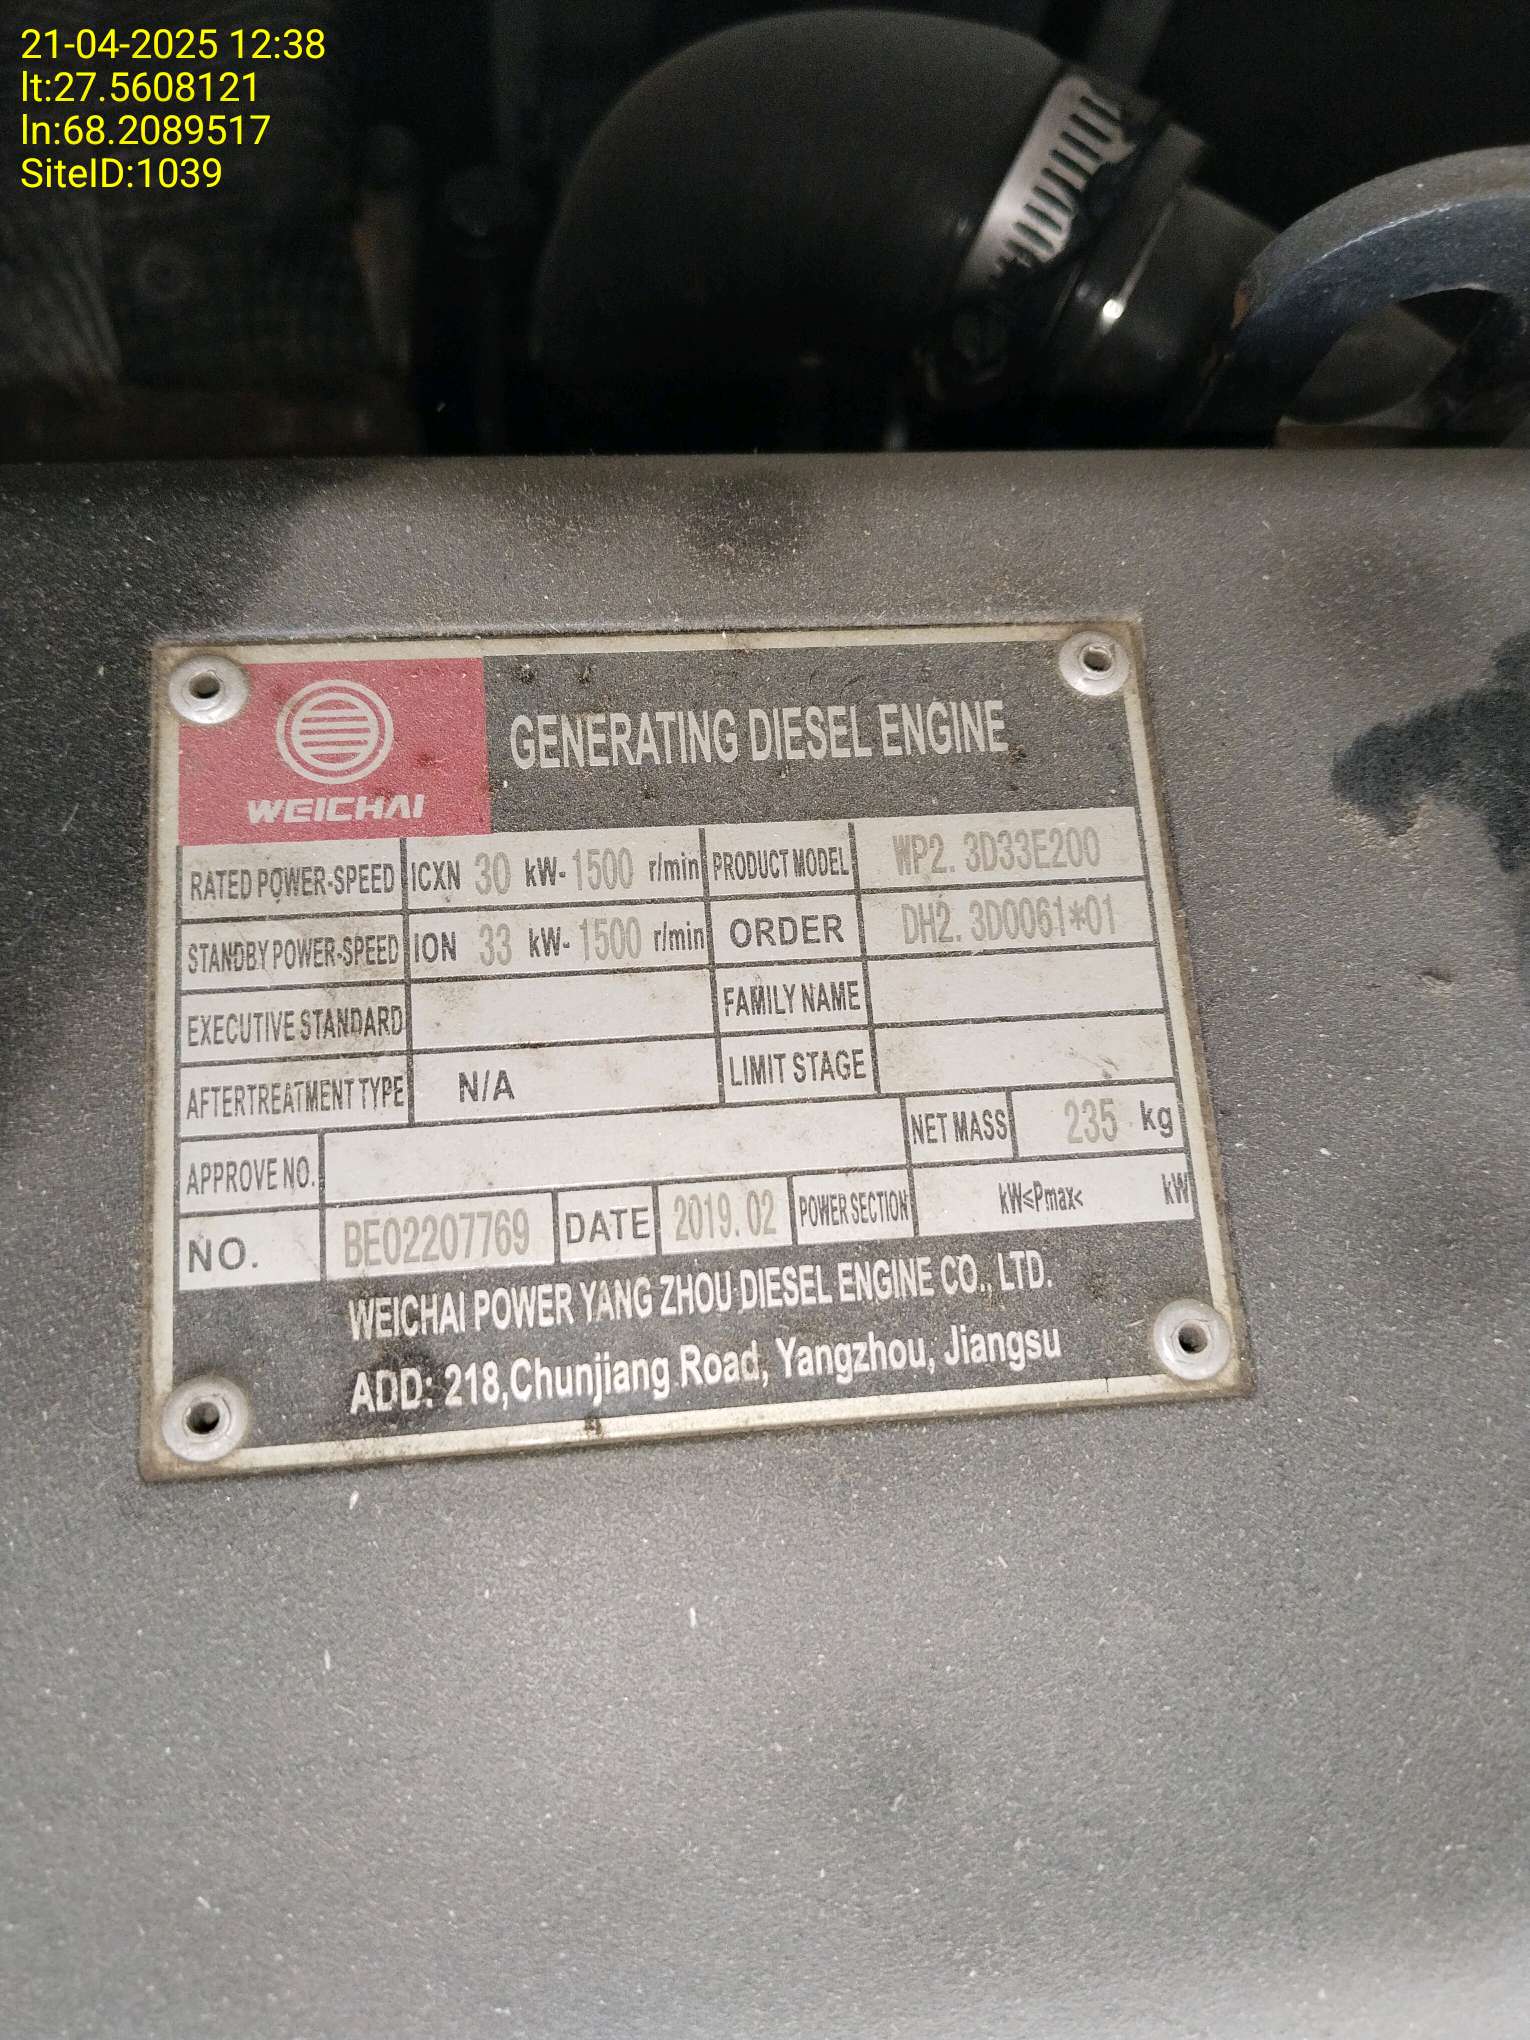 21-04-2025 12:38
lt:27.5608121
ln:68.2089517
SiteID:1039
WEICHAI
GENERATING DIESEL ENGINE
RATED POWER-SPEED ICXN 30 kW- 1500 r/min PRODUCT MODEL WP2. 3D33E200
STANDBY POWER-SPEED ION 33 kW- 1500 r/min ORDER DH2. 3D0061*01
EXECUTIVE STANDARD FAMILY NAME
AFTERTREATMENT TYPE N/A LIMIT STAGE
APPROVE NO. NET MASS 235 kg
NO. BE02207769 DATE 2019. 02 POWER SECTION kW≤Pmax< kW
WEICHAI POWER YANG ZHOU DIESEL ENGINE CO., LTD.
ADD: 218,Chunjiang Road, Yangzhou, Jiangsu